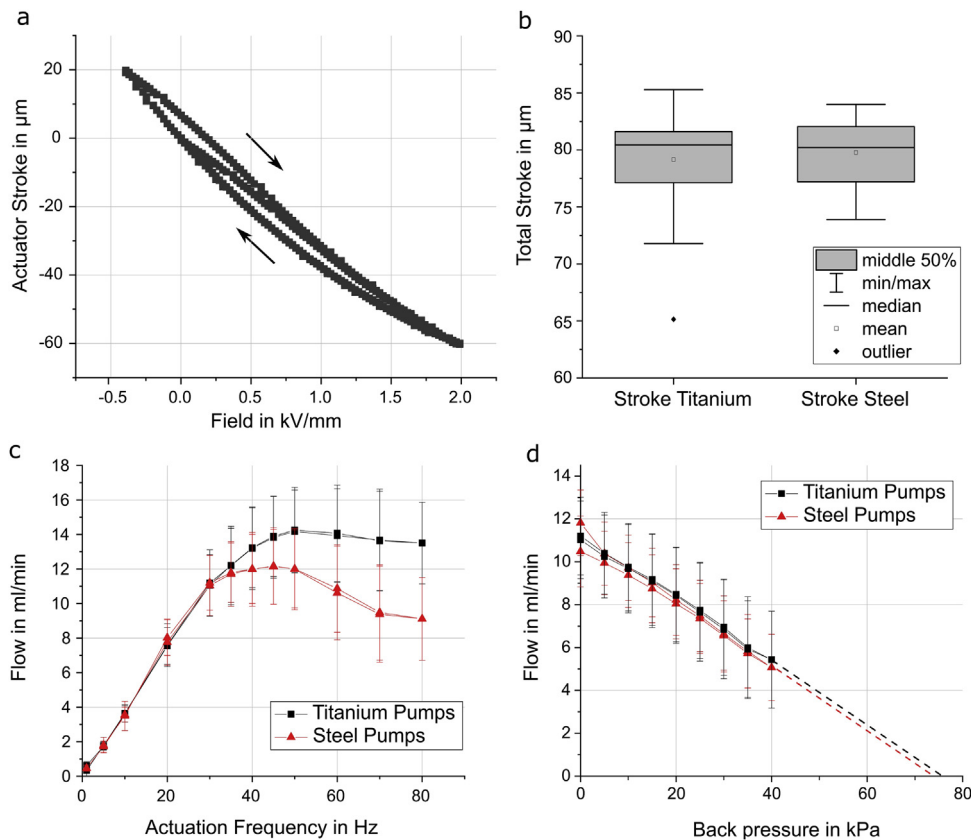 a
Actuator Stroke in µm
20
0
-20
-40
-60
-0.5 0.0 0.5 1.0 1.5 2.0
Field in kV/mm
b
Total Stroke in µm
90
85
80
75
70
65
60
middle 50%
min/max
median
mean
outlier
Stroke Titanium Stroke Steel
c
Flow in ml/min
18
16
14
12
10
8
6
4
2
0
Titanium Pumps
Steel Pumps
0 20 40 60 80
Actuation Frequency in Hz
d
Flow in ml/min
14
12
10
8
6
4
2
0
Titanium Pumps
Steel Pumps
0 20 40 60 80
Back pressure in kPa